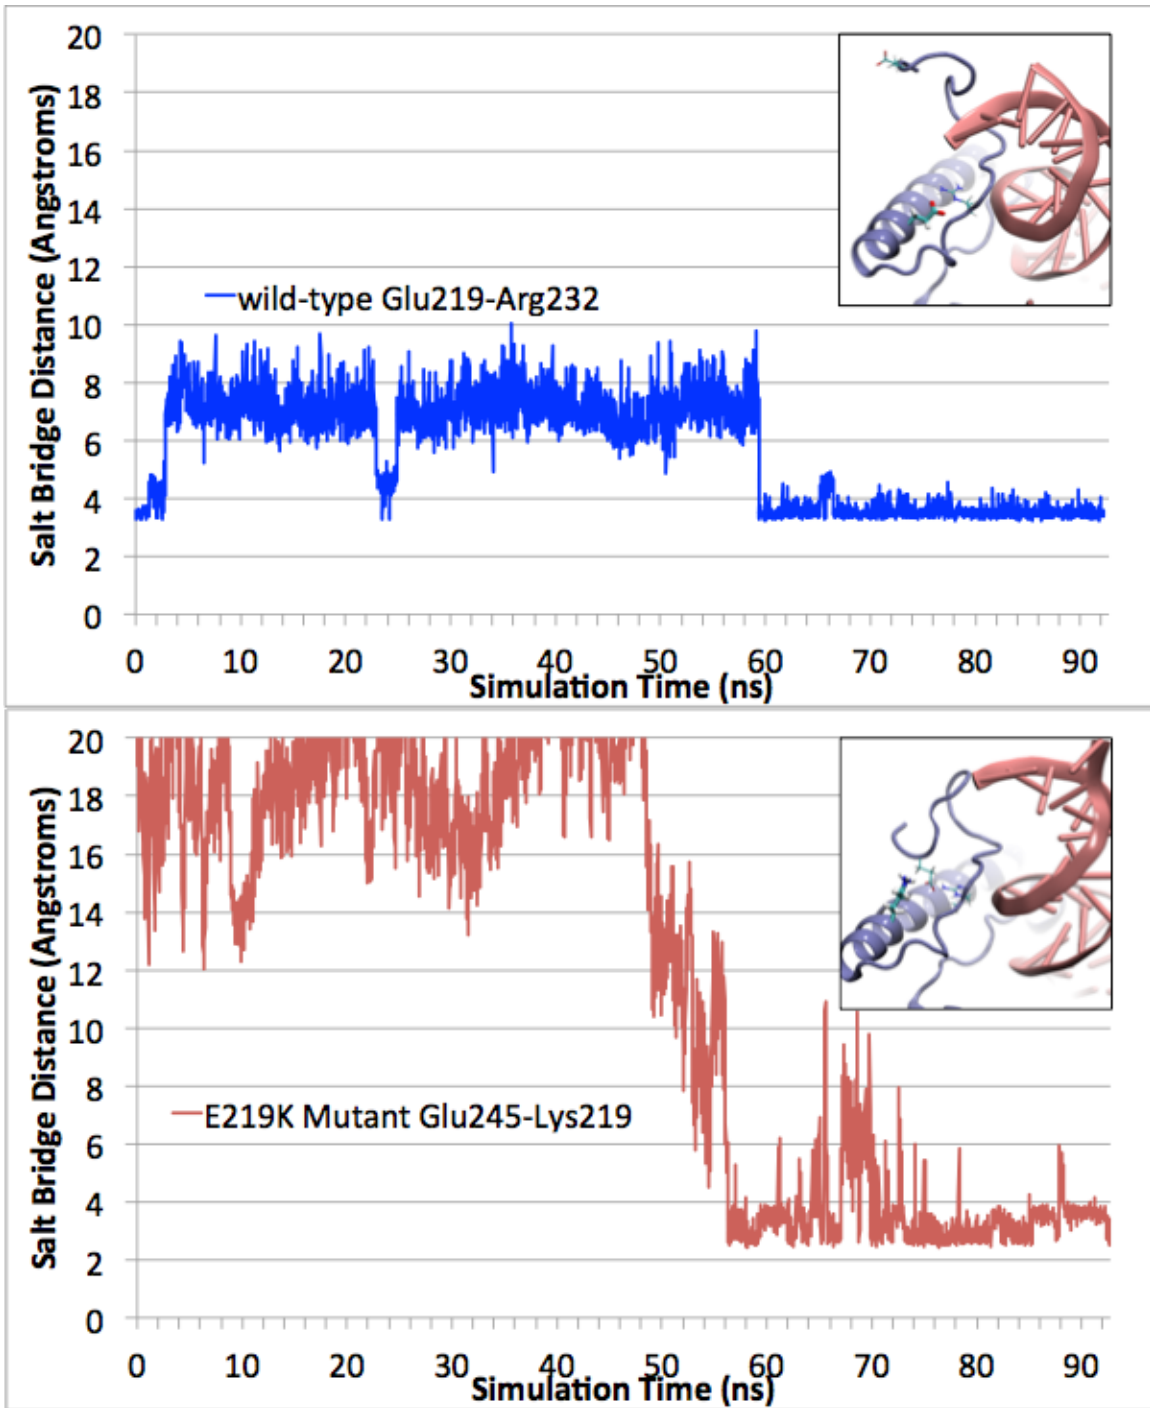 20
18
16
14
12
10
8
6
4
2
0
Salt Bridge Distance (Angstroms)
wild-type Glu219-Arg232
0 10 20 30 40 50 60 70 80 90
Simulation Time (ns)
20
18
16
14
12
10
8
6
4
2
0
Salt Bridge Distance (Angstroms)
E219K Mutant Glu245-Lys219
0 10 20 30 40 50 60 70 80 90
Simulation Time (ns)